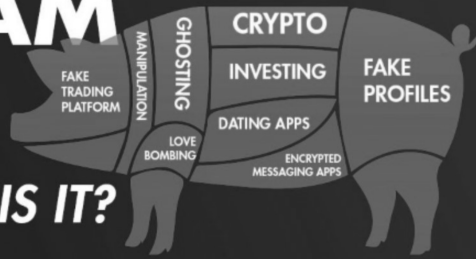 AM
CRYPTO
GHOSTING
MANIPULATION
INVESTING
FAKE
PROFILES
FAKE
TRADING
PLATFORM
DATING APPS
LOVE
BOMBING
ENCRYPTED
MESSAGING APPS
IS IT?